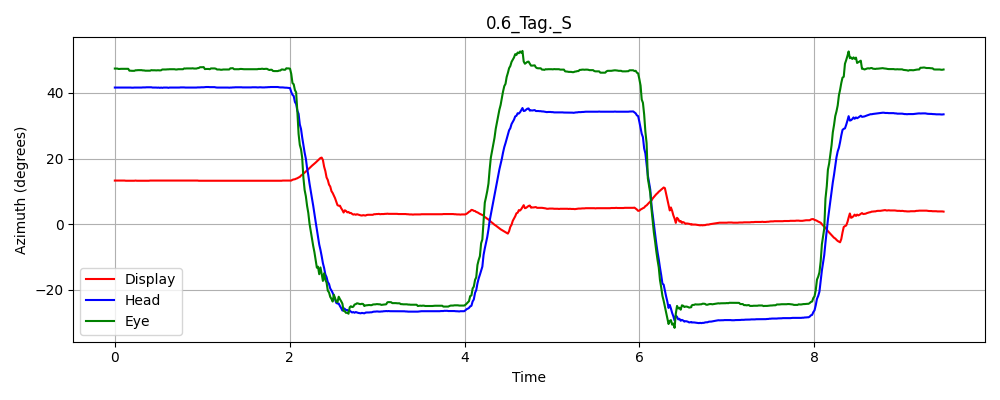 0.6_Tag._S
Azimuth (degrees)
40
20
0
−20
Display
Head
Eye
0 2 4 6 8
Time